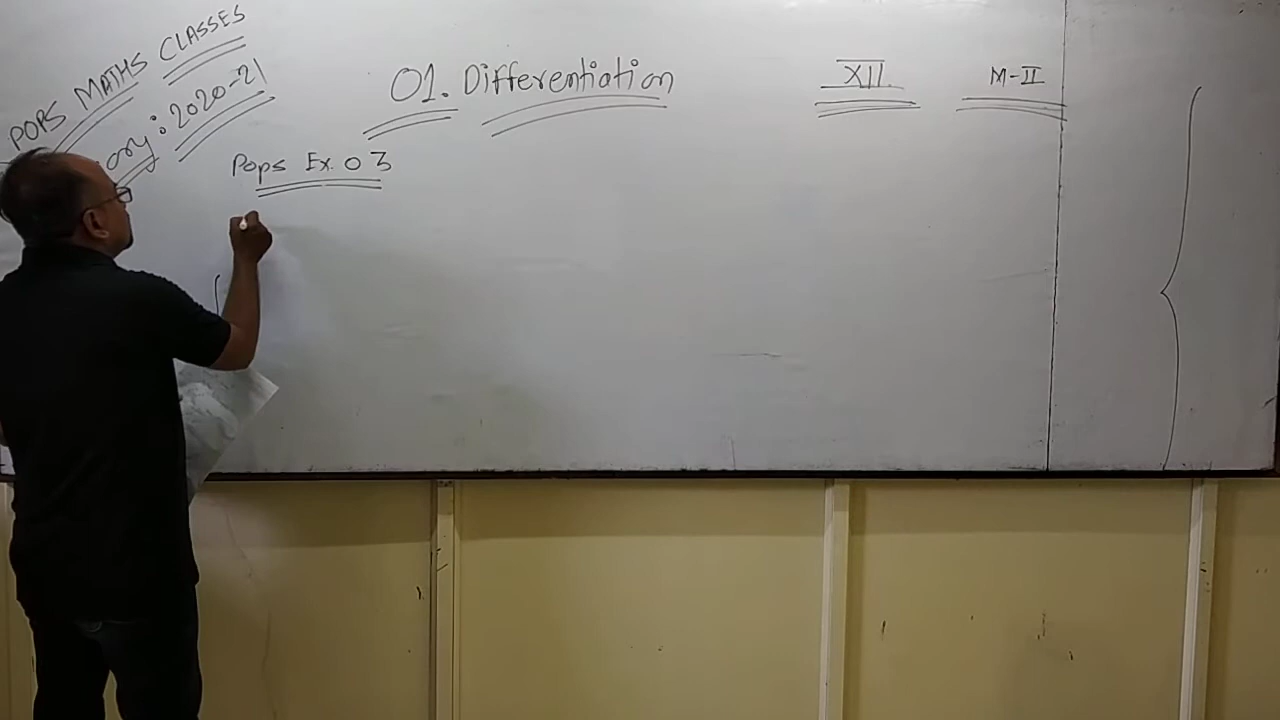 POPS MATHS CLASSES
: 2020-21
01. Differentiation
XII
M-II
Pops Ex. 03